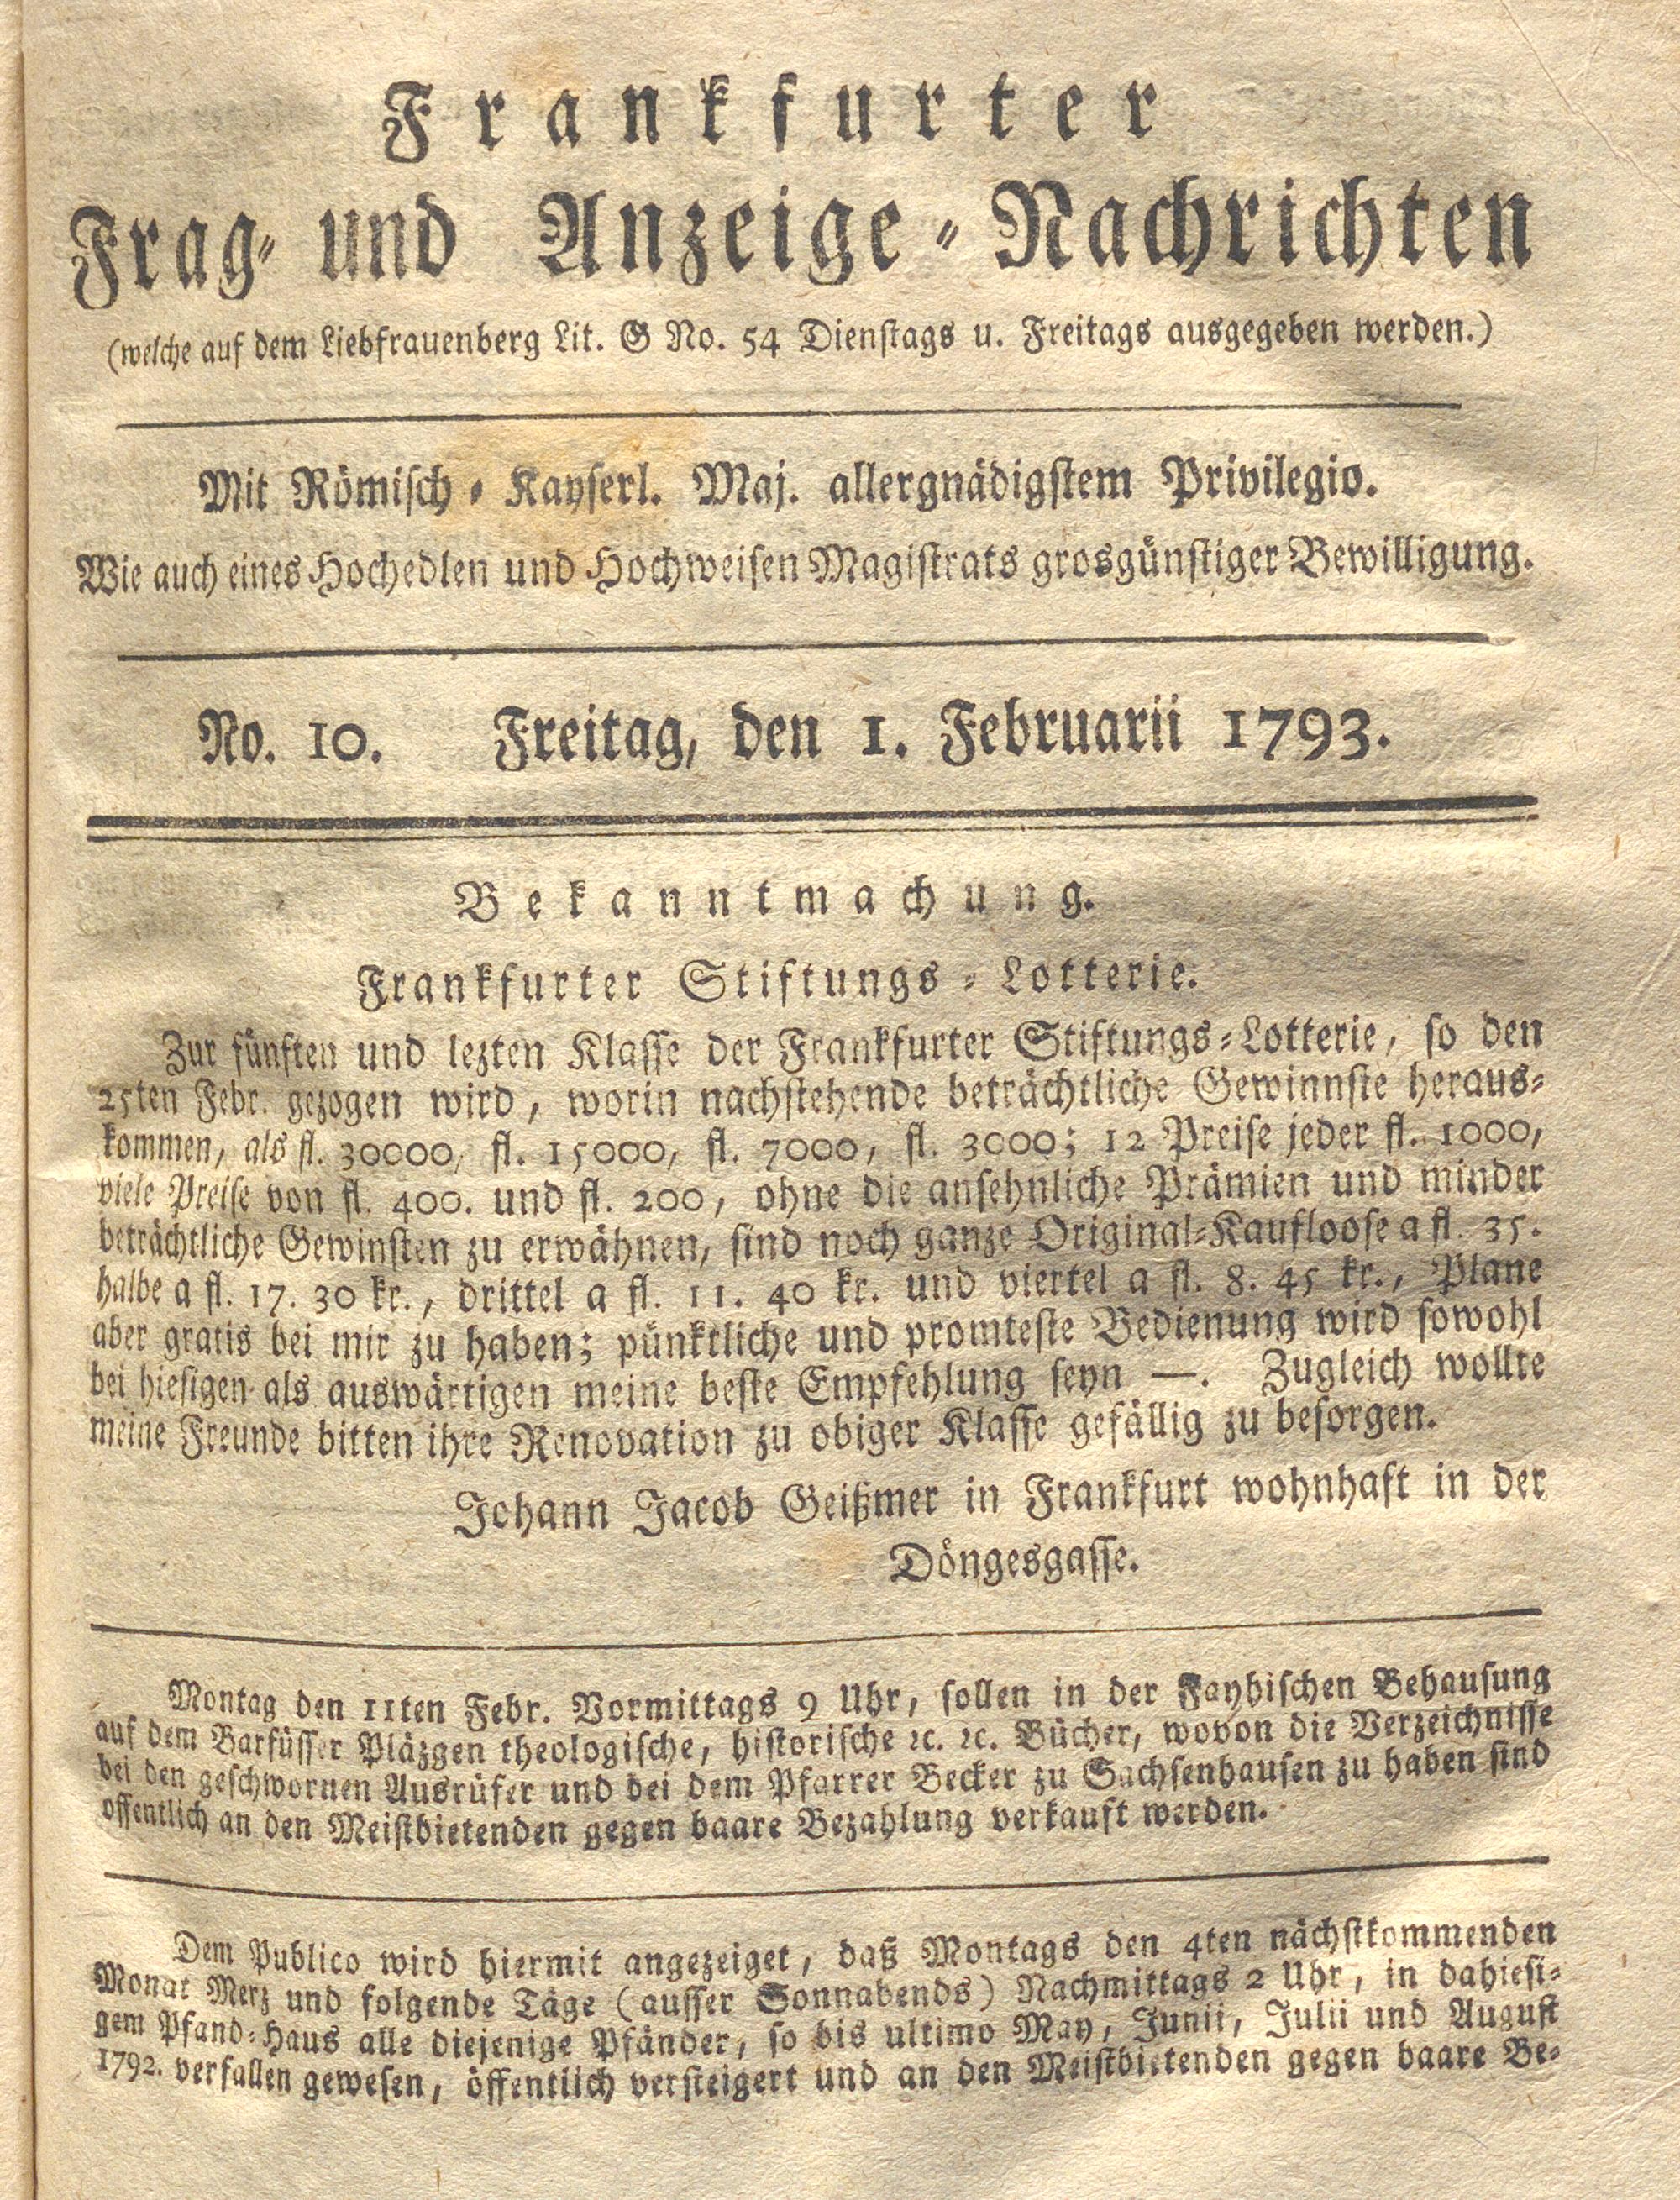 Frankfurter
Frag- und Anzeige-Nachrichten
(welche auf dem Liebfrauenberg Lit. G No. 54 Dienstags u. Freitags ausgegeben werden.)
Mit Römisch-Kayserl. Maj. allergnädigstem Privilegio.
Wie auch eines Hochedlen und Hochweisen Magistrats grosgünstiger Bewilligung.
No. 10. Freitag, den 1. Februarii 1793.
Bekanntmachung.
Frankfurter Stiftungs-Lotterie.
Zur fünften und lezten Klasse der Frankfurter Stiftungs-Lotterie, so den
25ten Febr. gezogen wird, worin nachstehende beträchtliche Gewinnste heraus-
kommen, als fl. 30000, fl. 15000, fl. 7000, fl. 3000; 12 Preise jeder fl. 1000,
viele Preise von fl. 400. und fl. 200, ohne die ansehnliche Prämien und minder
beträchtliche Gewinsten zu erwähnen, sind noch ganze Original-Kaufloose a fl. 35.
halbe a fl. 17. 30 kr., drittel a fl. 11. 40 kr. und viertel a fl. 8. 45 kr., Plane
aber gratis bei mir zu haben; pünktliche und promteste Bedienung wird sowohl
bei hiesigen als auswärtigen meine beste Empfehlung seyn —. Zugleich wollte
meine Freunde bitten ihre Renovation zu obiger Klasse gefällig zu besorgen.
Johann Jacob Geißmer in Frankfurt wohnhaft in der
Döngesgasse.
Montag den 11ten Febr. Vormittags 9 Uhr, sollen in der Fayhischen Behausung
auf dem Barfüsser Pläzgen theologische, historische ꝛc. ꝛc. Bücher, wovon die Verzeichnisse
bei den geschwornen Ausrüfer und bei dem Pfarrer Becker zu Sachsenhausen zu haben sind
offentlich an den Meistbietenden gegen baare Bezahlung verkauft werden.
Dem Publico wird hiermit angezeiget, daß Montags den 4ten nächstkommenden
Monat Merz und folgende Täge (ausser Sonnabends) Nachmittags 2 Uhr, in dahiesi-
gem Pfand-Haus alle diejenige Pfänder, so bis ultimo May, Junii, Julii und August
1792. verfallen gewesen, öffentlich versteigert und an den Meistbietenden gegen baare Be-